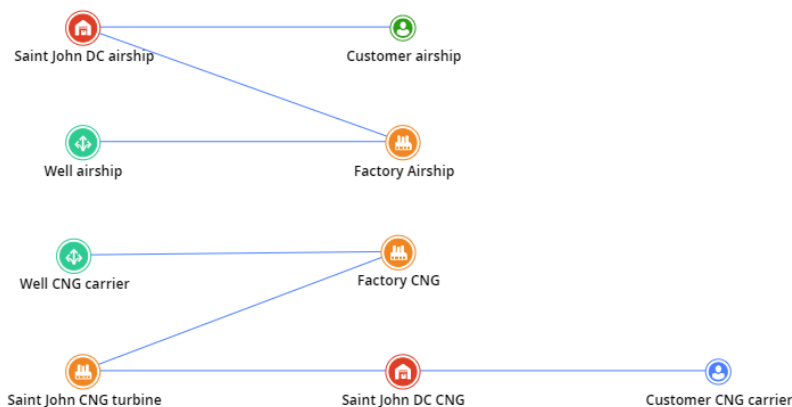 Saint John DC airship
Customer airship
Well airship
Factory Airship
Well CNG carrier
Factory CNG
Saint John CNG turbine
Saint John DC CNG
Customer CNG carrier